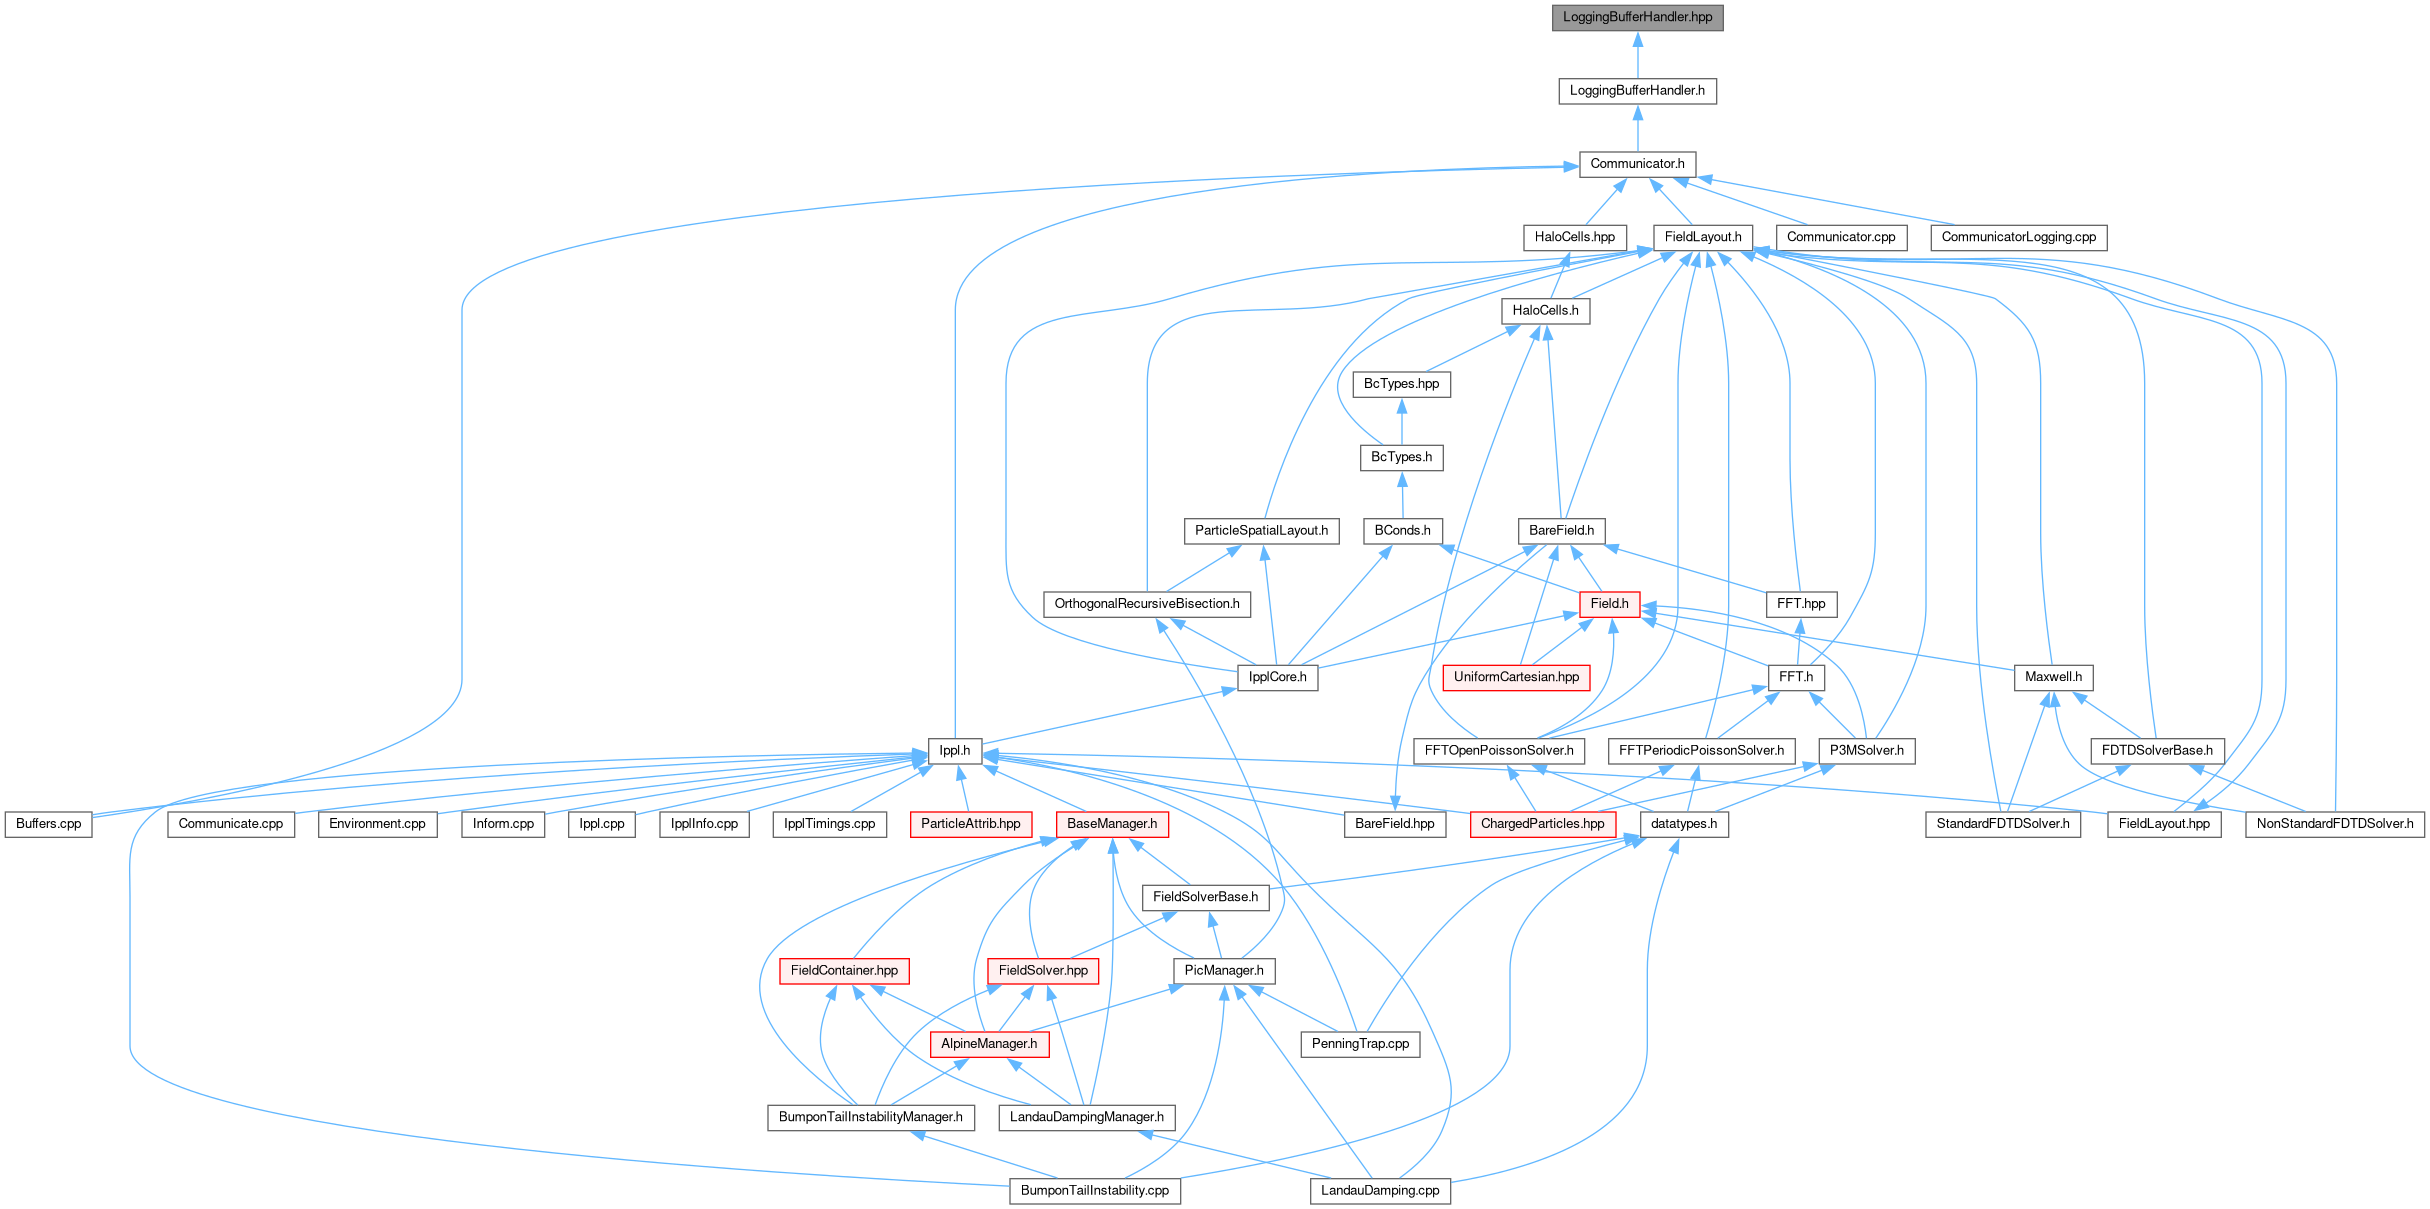 LoggingBufferHandler.hpp
LoggingBufferHandler.h
Communicator.h
HaloCells.hpp
FieldLayout.h
Communicator.cpp
CommunicatorLogging.cpp
HaloCells.h
BcTypes.hpp
BcTypes.h
ParticleSpatialLayout.h
BConds.h
BareField.h
OrthogonalRecursiveBisection.h
Field.h
FFT.hpp
IpplCore.h
UniformCartesian.hpp
FFT.h
Maxwell.h
Ippl.h
FFTOpenPoissonSolver.h
FFTPeriodicPoissonSolver.h
P3MSolver.h
FDTDSolverBase.h
Buffers.cpp
Communicate.cpp
Environment.cpp
Inform.cpp
Ippl.cpp
IpplInfo.cpp
IpplTimings.cpp
ParticleAttrib.hpp
BaseManager.h
BareField.hpp
ChargedParticles.hpp
datatypes.h
StandardFDTDSolver.h
FieldLayout.hpp
NonStandardFDTDSolver.h
FieldSolverBase.h
FieldContainer.hpp
FieldSolver.hpp
PicManager.h
AlpineManager.h
PenningTrap.cpp
BumponTailInstabilityManager.h
LandauDampingManager.h
BumponTailInstability.cpp
LandauDamping.cpp